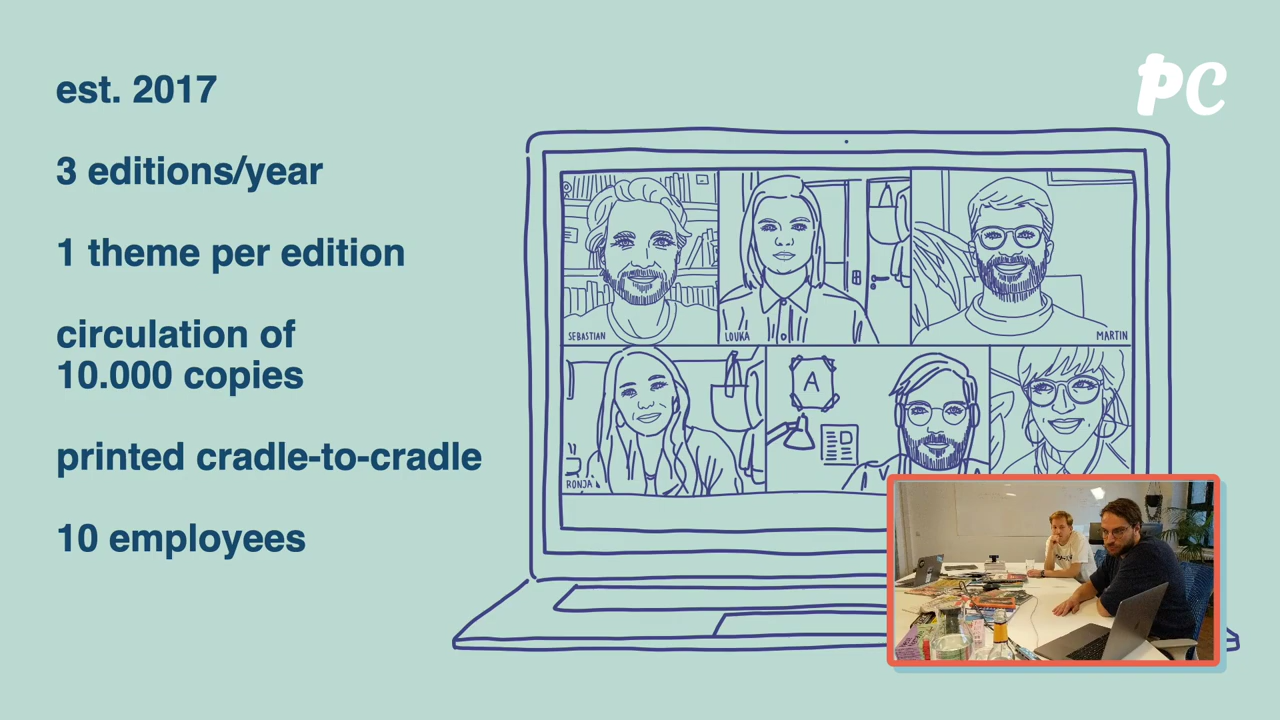 est. 2017
PC
3 editions/year
1 theme per edition
circulation of
10.000 copies
printed cradle-to-cradle
10 employees
SEBASTIAN
LOUKA
MARTIN
A
RONJA